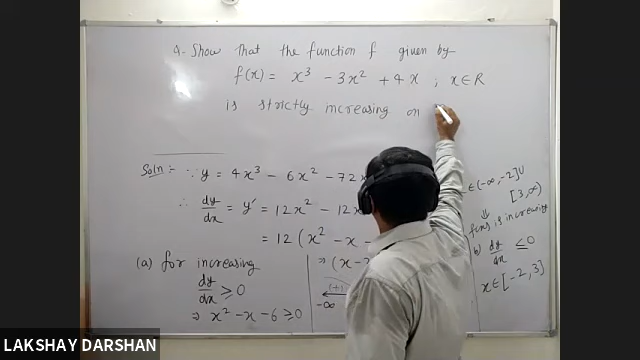 Q. Show that the function f given by
f(x) = x³ - 3x² + 4x ; x ∈ R
is strictly increasing on
Soln :- ∵ y = 4x³ - 6x² - 72
∴ dy/dx = y' = 12x² - 12x
= 12 ( x² - x -
(a) for increasing
dy/dx ≥ 0
⇒ x² - x - 6 ≥ 0
⇒ (x -
(+)
-∞
∈ (-∞, -2] ∪
[3, ∞)
⇓
f(x) is increasing
b) dy/dx ≤ 0
x ∈ [-2, 3]
LAKSHAY DARSHAN